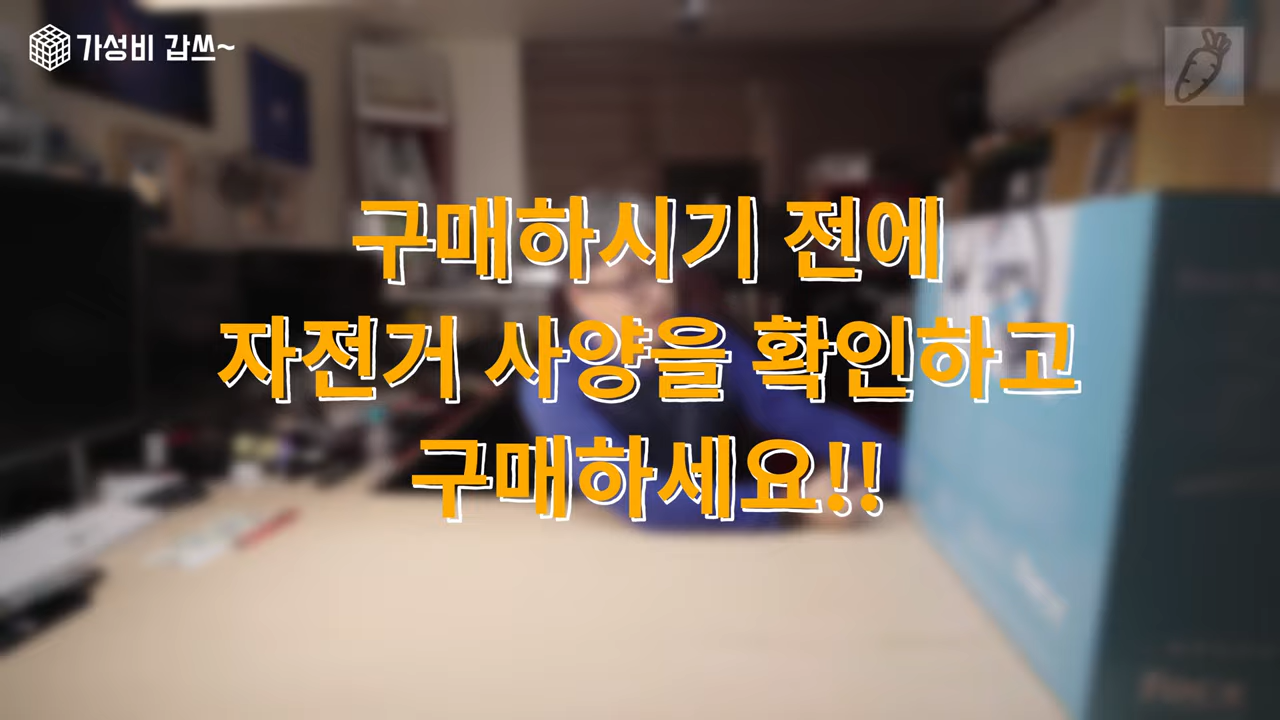 가성비 갑쓰~
구매하시기 전에
자전거 사양을 확인하고
구매하세요!!